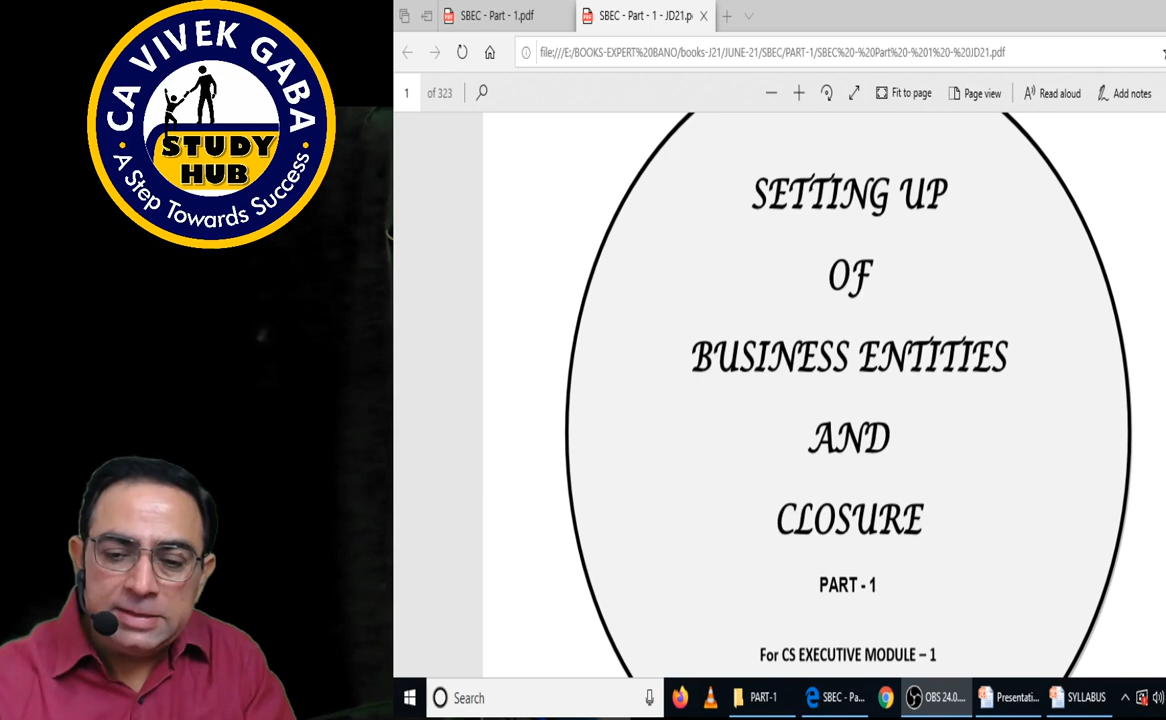 CA VIVEK GABA
STUDY
HUB
A Step Towards Success
SBEC - Part - 1.pdf
SBEC - Part - 1 - JD21.p
file:///E:/BOOKS-EXPERT%20BANO/books-J21/JUNE-21/SBEC/PART-1/SBEC%20-%20Part%20-%201%20-%20JD21.pdf
1 of 323
Fit to page
Page view
Read aloud
Add notes
SETTING UP
OF
BUSINESS ENTITIES
AND
CLOSURE
PART - 1
For CS EXECUTIVE MODULE – 1
Search
PART-1
SBEC - Pa...
OBS 24.0....
Presentati...
SYLLABUS